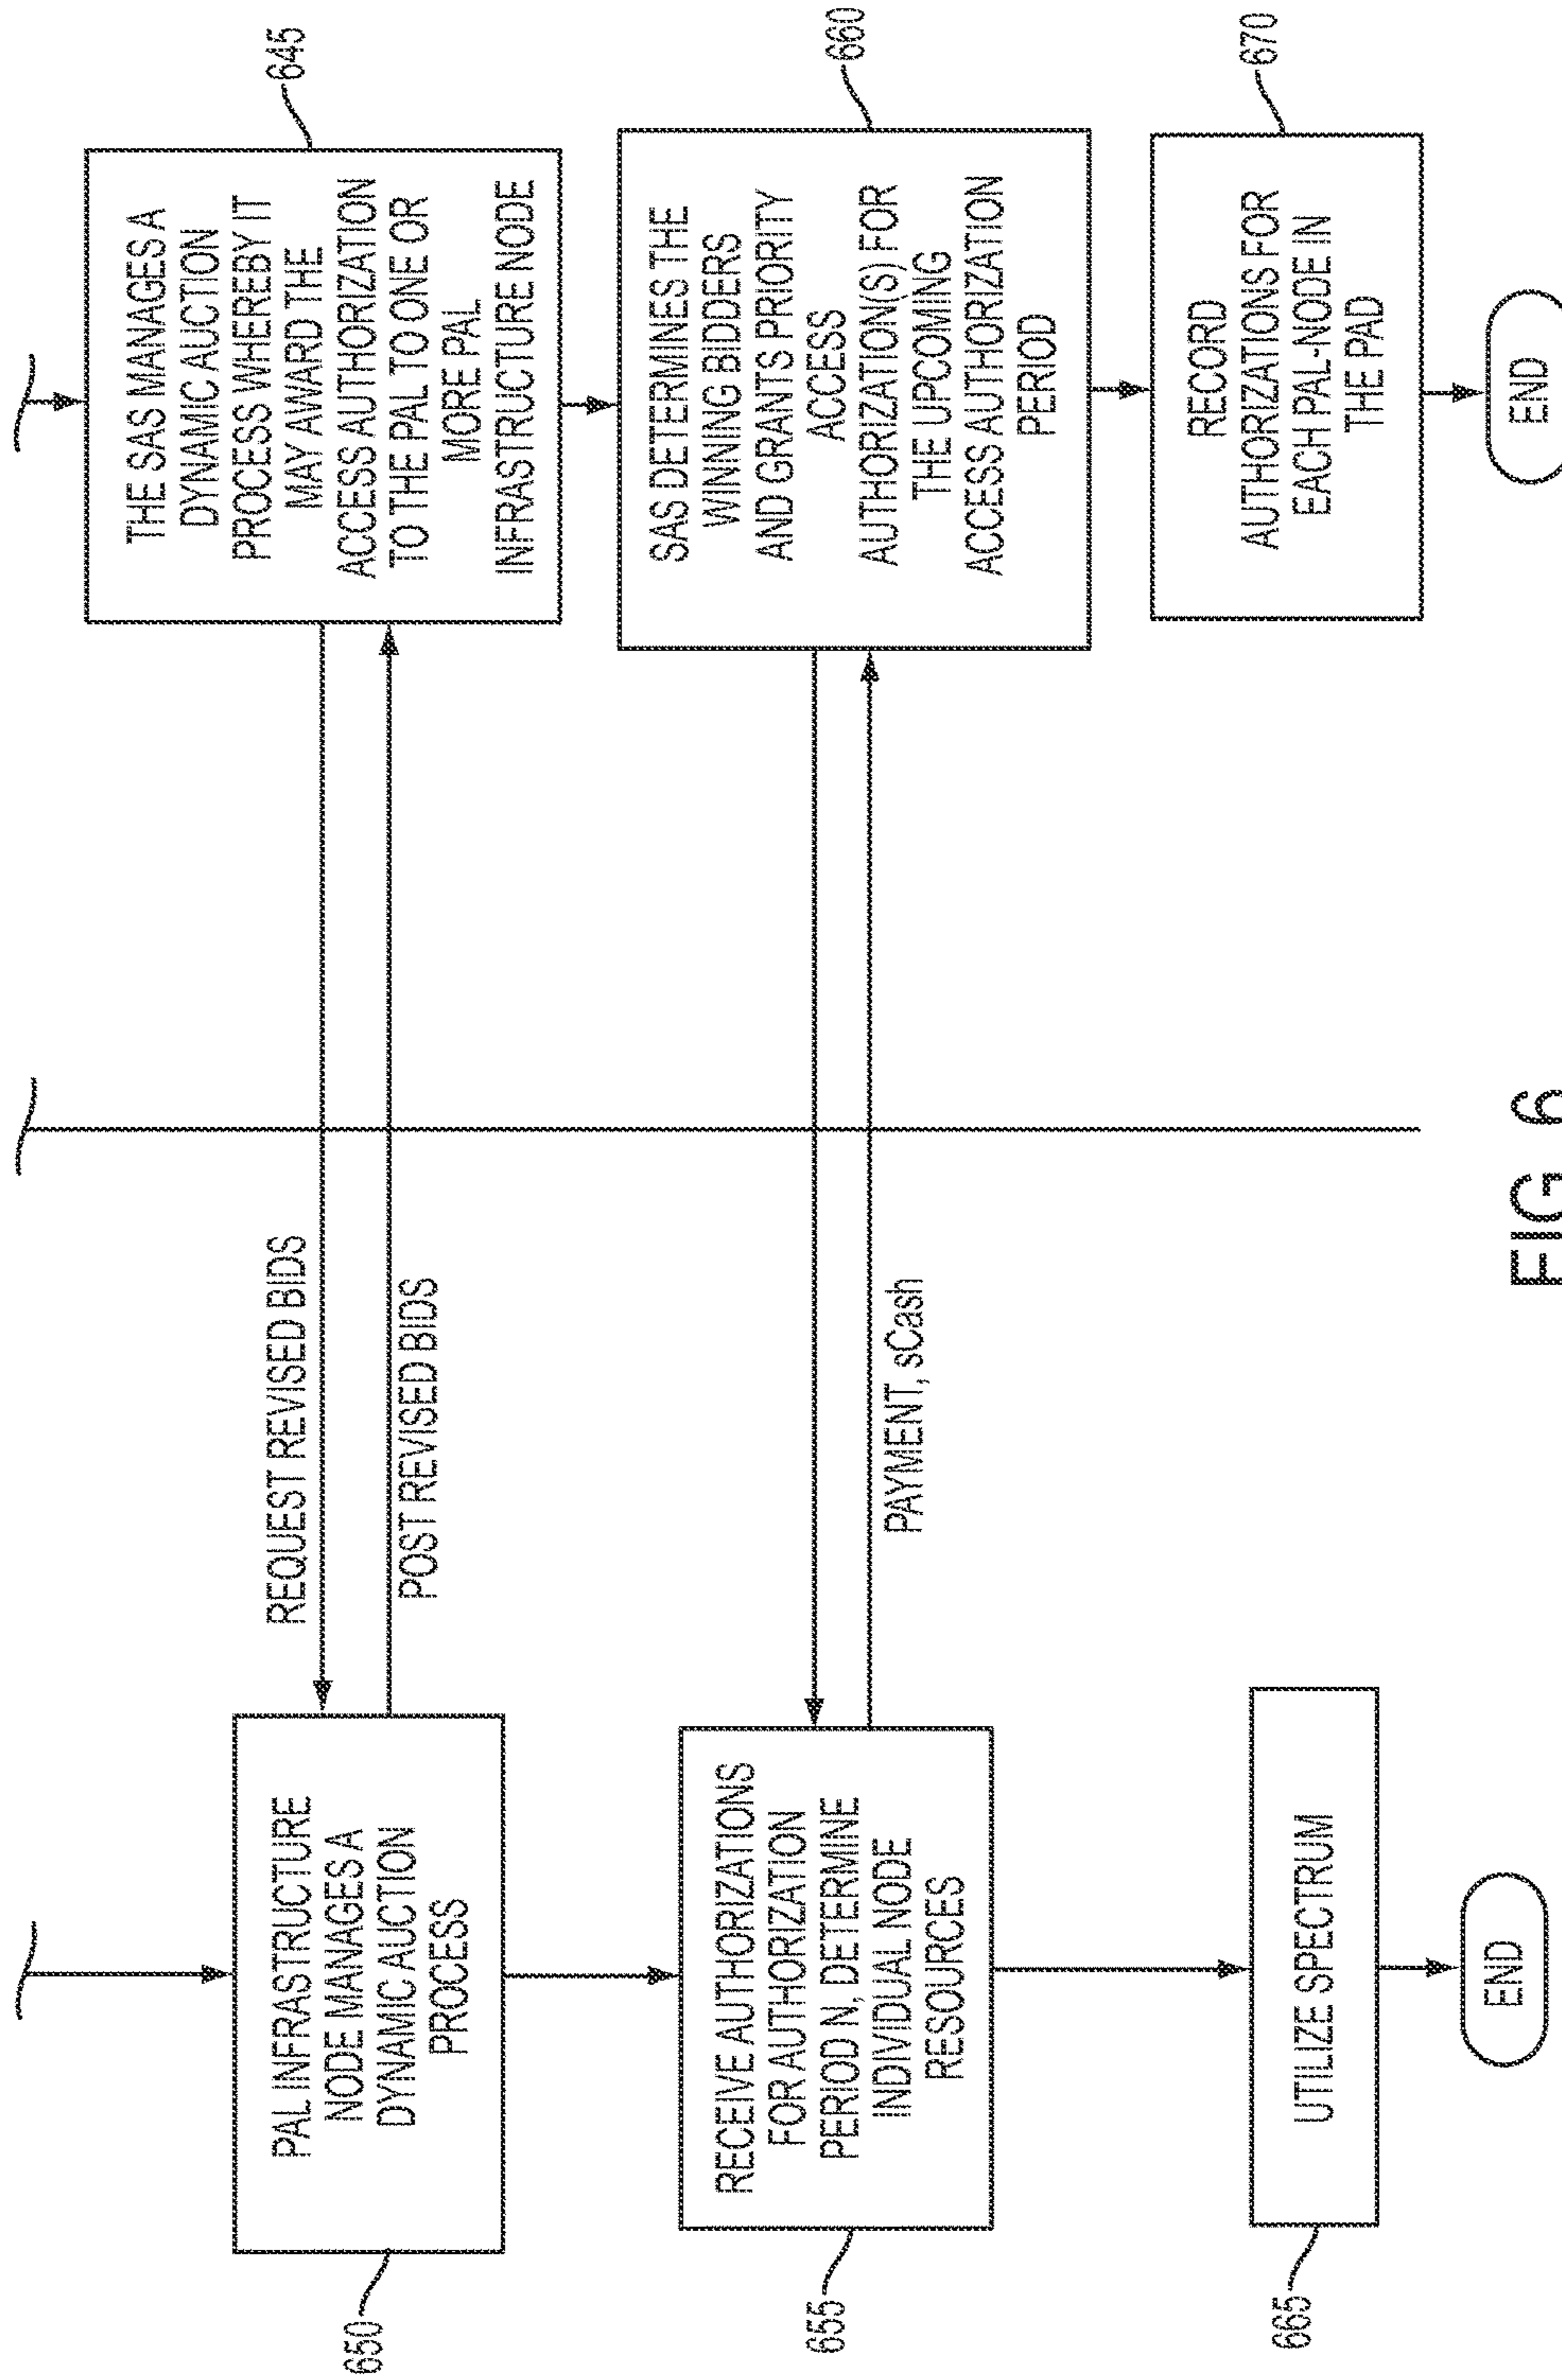 REQUEST REVISED BIDS
POST REVISED BIDS
650
PAL INFRASTRUCTURE
NODE MANAGES A
DYNAMIC AUCTION
PROCESS
THE SAS MANAGES A
DYNAMIC AUCTION
PROCESS WHEREBY IT
MAY AWARD THE
ACCESS AUTHORIZATION
TO THE PAL TO ONE OR
MORE PAL
INFRASTRUCTURE NODE
645
655
RECEIVE AUTHORIZATIONS
FOR AUTHORIZATION
PERIOD N, DETERMINE
INDIVIDUAL NODE
RESOURCES
PAYMENT, sCash
SAS DETERMINES THE
WINNING BIDDERS
AND GRANTS PRIORITY
ACCESS
AUTHORIZATION(S) FOR
THE UPCOMING
ACCESS AUTHORIZATION
PERIOD
660
665
UTILIZE SPECTRUM
RECORD
AUTHORIZATIONS FOR
EACH PAL-NODE IN
THE PAD
670
END
END
FIG. 6